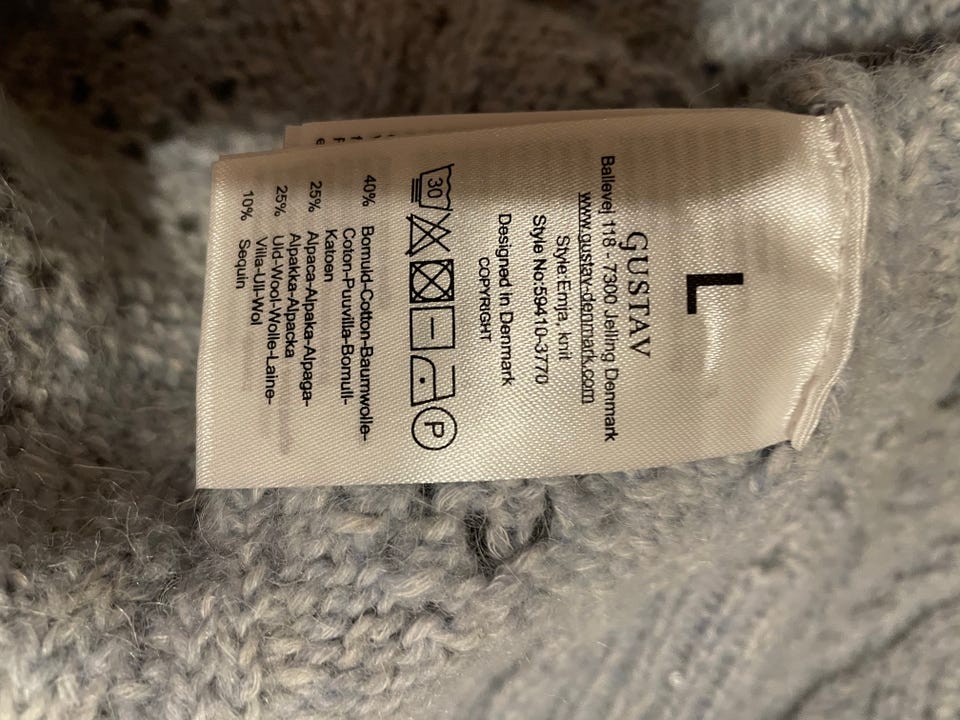 L
GUSTAV
Ballevej 118 - 7300 Jelling Denmark
www.gustav-denmark.com
Style:Emja, knit
Style No:59410-3770
Designed in Denmark
COPYRIGHT
30
P
40% Bomuld-Cotton-Baumwolle-
Coton-Puuvilla-Bomull-
Katoen
25% Alpaca-Alpaka-Alpaga-
Alpakka-Alpacka
25% Uld-Wool-Wolle-Laine-
Villa-Ull-Wol
10% Sequin